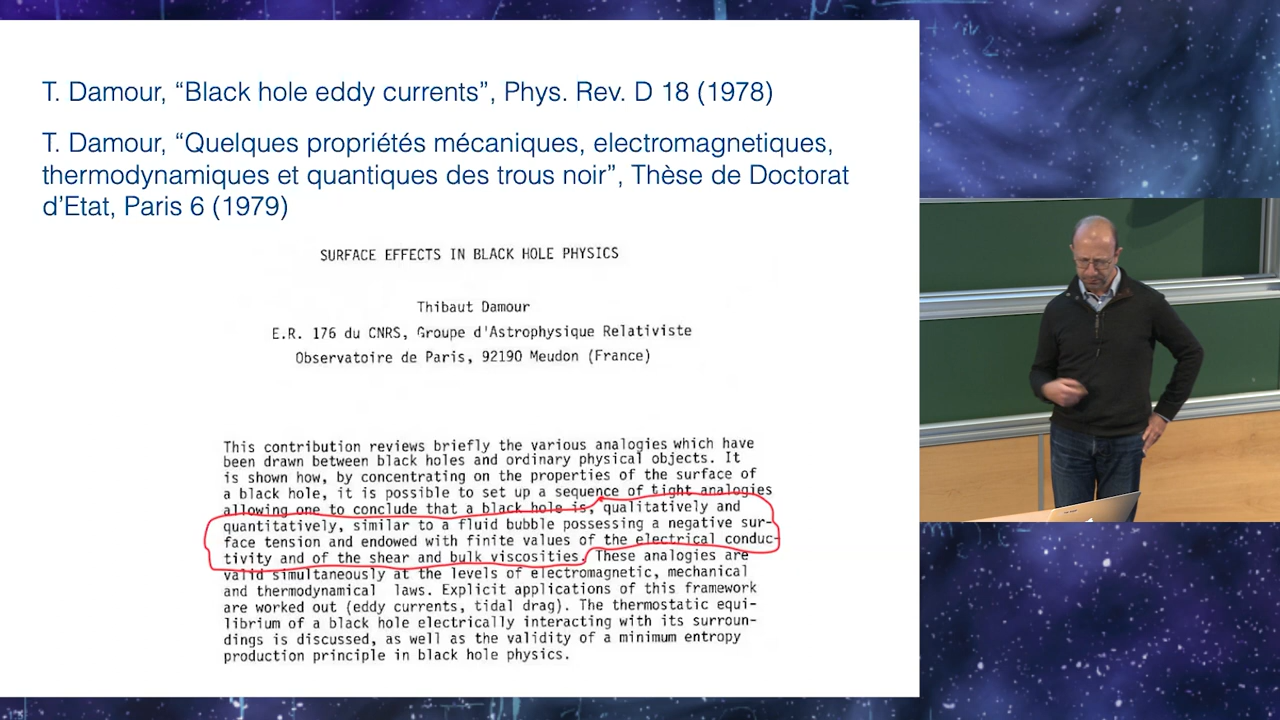 T. Damour, “Black hole eddy currents”, Phys. Rev. D 18 (1978)
T. Damour, “Quelques propriétés mécaniques, electromagnetiques,
thermodynamiques et quantiques des trous noir”, Thèse de Doctorat
d’Etat, Paris 6 (1979)
SURFACE EFFECTS IN BLACK HOLE PHYSICS
Thibaut Damour
E.R. 176 du CNRS, Groupe d'Astrophysique Relativiste
Observatoire de Paris, 92190 Meudon (France)
This contribution reviews briefly the various analogies which have
been drawn between black holes and ordinary physical objects. It
is shown how, by concentrating on the properties of the surface of
a black hole, it is possible to set up a sequence of tight analogies
allowing one to conclude that a black hole is, qualitatively and
quantitatively, similar to a fluid bubble possessing a negative sur-
face tension and endowed with finite values of the electrical conduc-
tivity and of the shear and bulk viscosities. These analogies are
valid simultaneously at the levels of electromagnetic, mechanical
and thermodynamical laws. Explicit applications of this framework
are worked out (eddy currents, tidal drag). The thermostatic equi-
librium of a black hole electrically interacting with its surroun-
dings is discussed, as well as the validity of a minimum entropy
production principle in black hole physics.